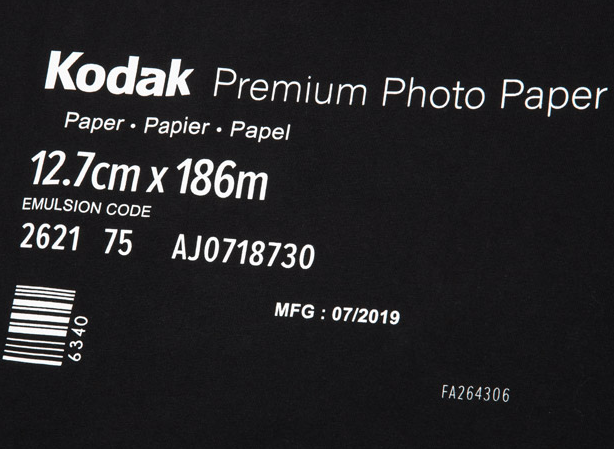 Kodak Premium Photo Paper
Paper • Papier • Papel
12.7cm x 186m
EMULSION CODE
2621 75 AJ0718730
MFG : 07/2019
6340
FA264306